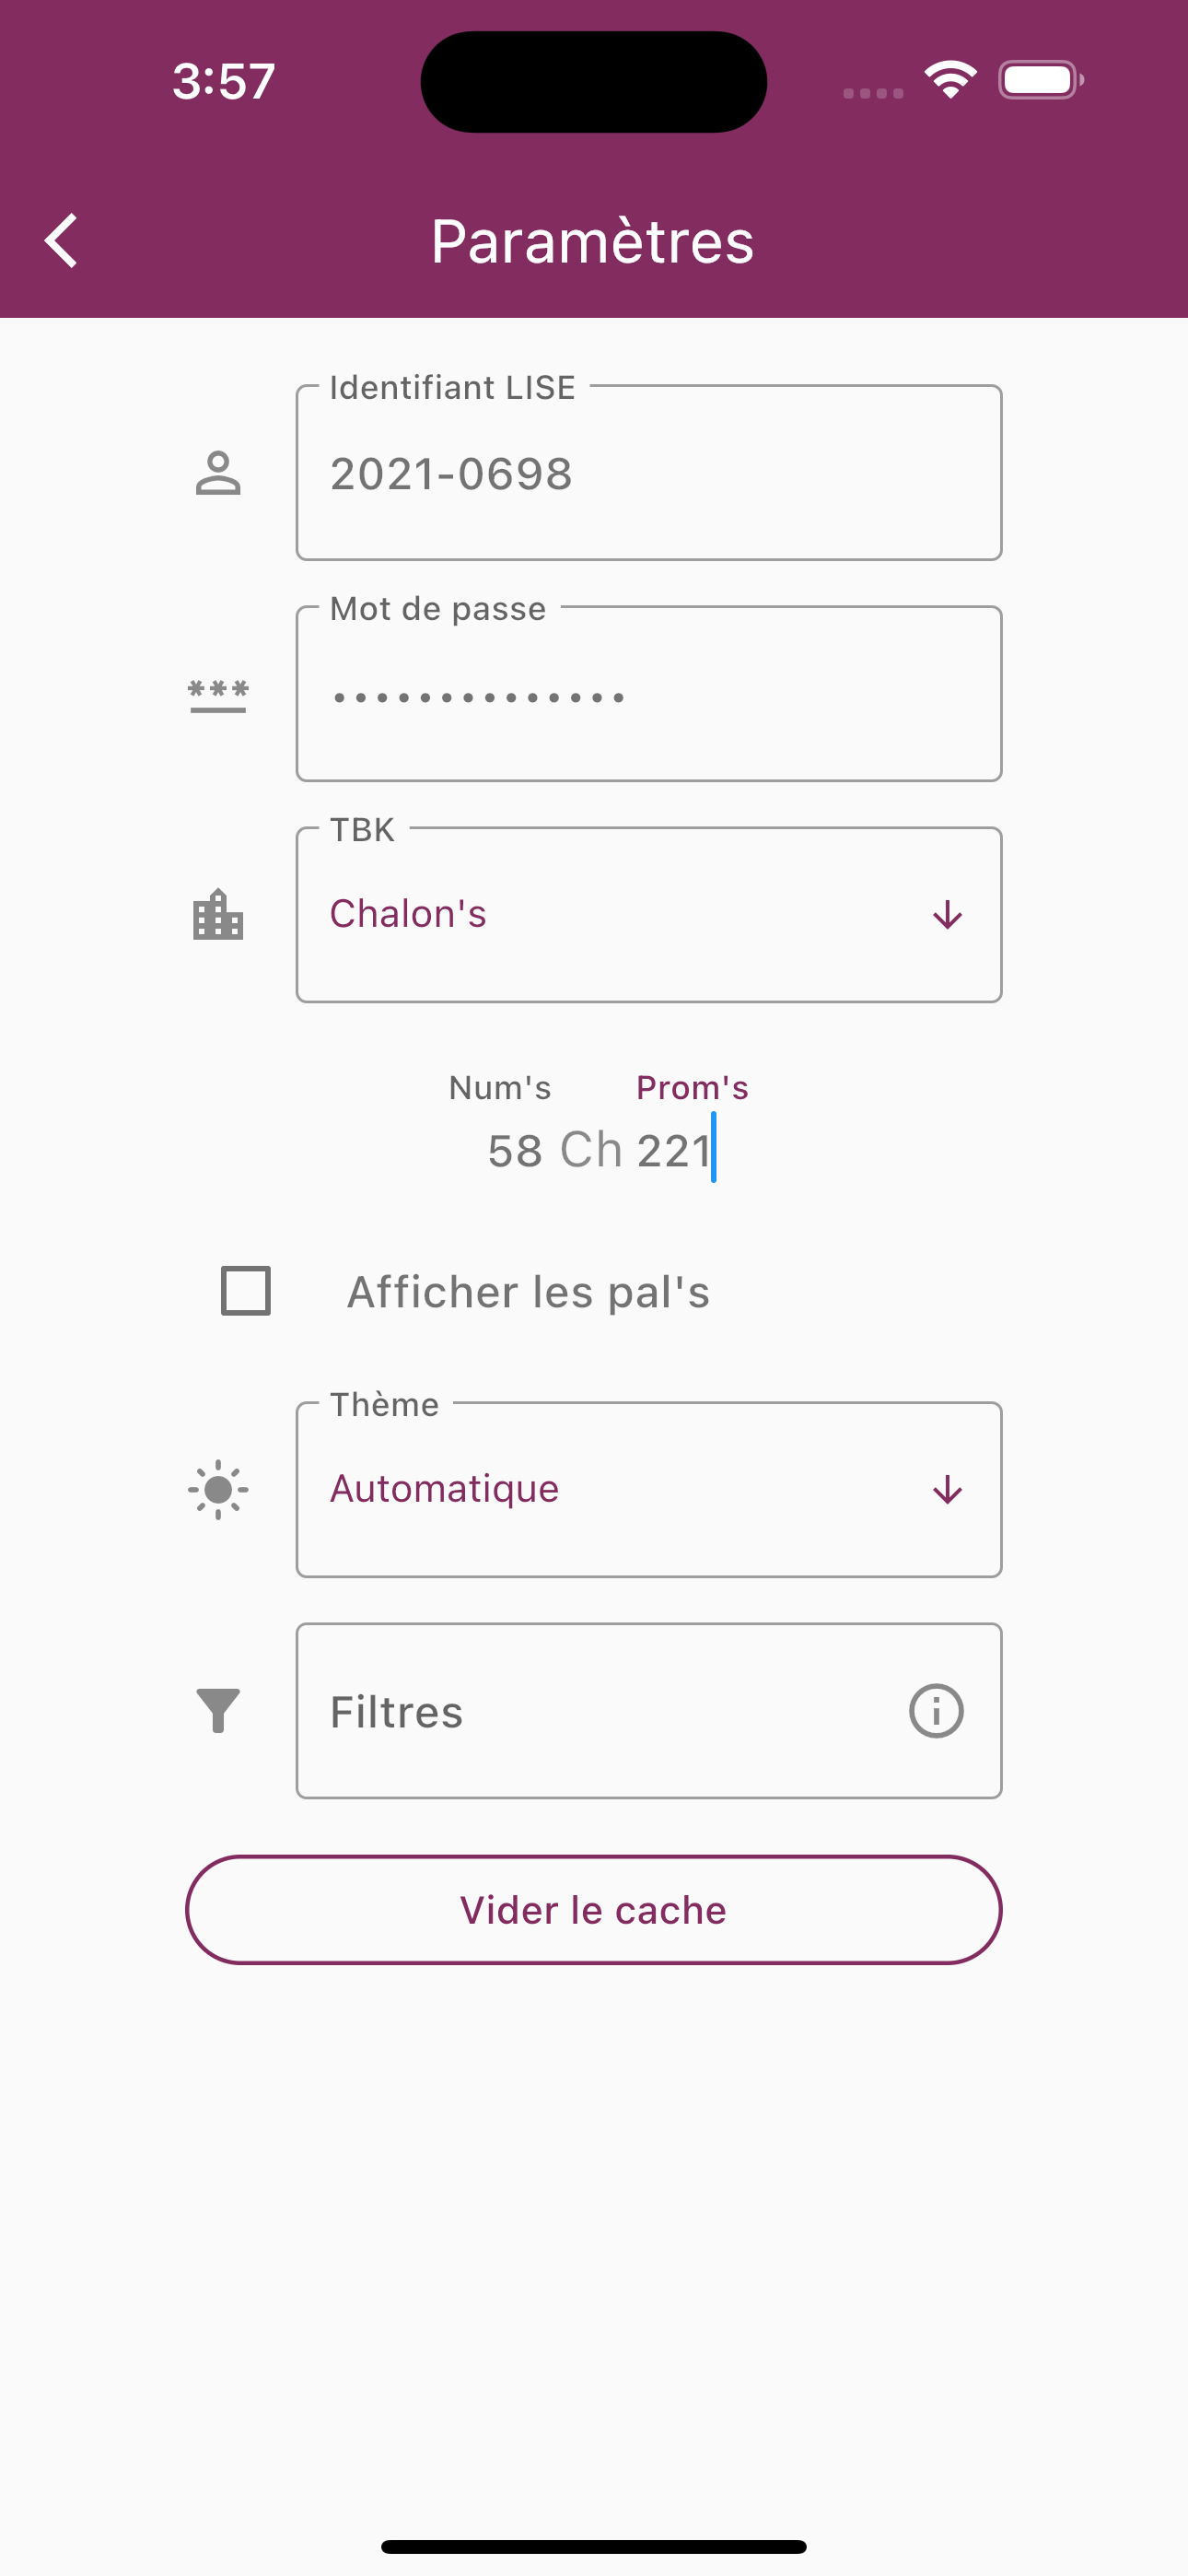 3:57
Paramètres
Identifiant LISE
2021-0698
Mot de passe
••••••••••••••
TBK
Chalon's
Num's Prom's
58 Ch 221
Afficher les pal's
Thème
Automatique
Filtres
Vider le cache